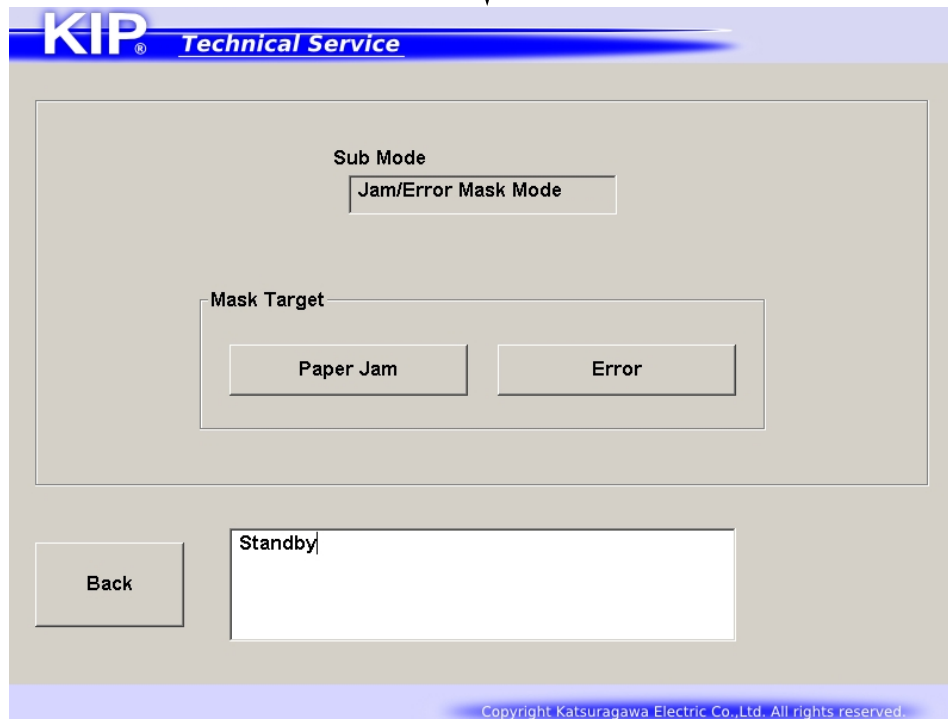 KIP® Technical Service
Sub Mode
Jam/Error Mask Mode
Mask Target
Paper Jam Error
Standby
Back
Copyright Katsuragawa Electric Co.,Ltd. All rights reserved.